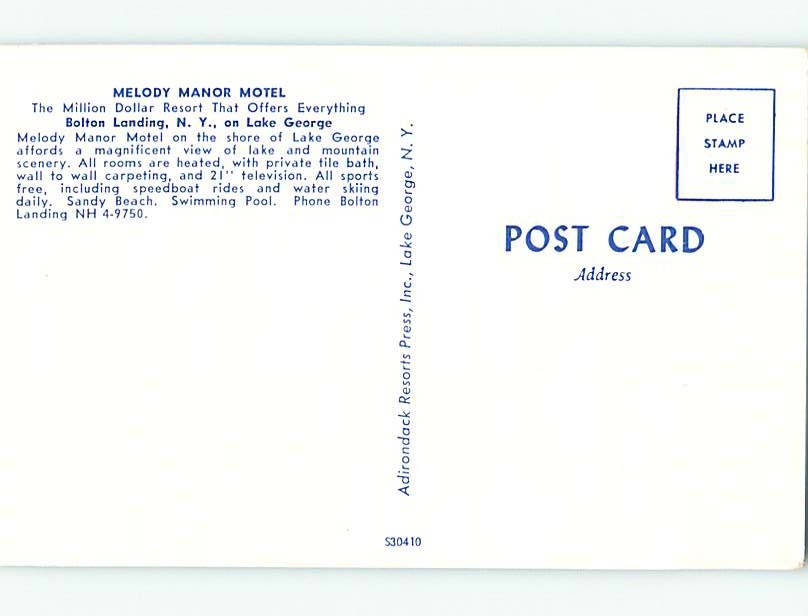 MELODY MANOR MOTEL
The Million Dollar Resort That Offers Everything
Bolton Landing, N. Y., on Lake George
Melody Manor Motel on the shore of Lake George
affords a magnificent view of lake and mountain
scenery. All rooms are heated, with private tile bath,
wall to wall carpeting, and 21" television. All sports
free, including speedboat rides and water skiing
daily. Sandy Beach. Swimming Pool. Phone Bolton
Landing NH 4-9750.
Adirondack Resorts Press, Inc., Lake George, N. Y.
S30410
PLACE
STAMP
HERE
POST CARD
Address